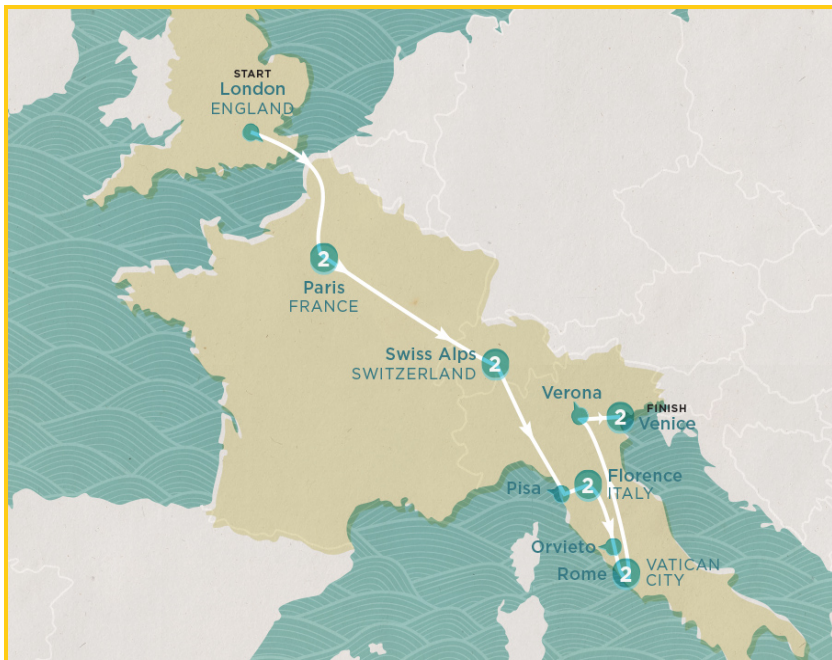 START
London
ENGLAND
2
Paris
FRANCE
Swiss Alps
SWITZERLAND
2
Verona
2
FINISH
Venice
Pisa
2
Florence
ITALY
Orvieto
Rome
2
VATICAN
CITY